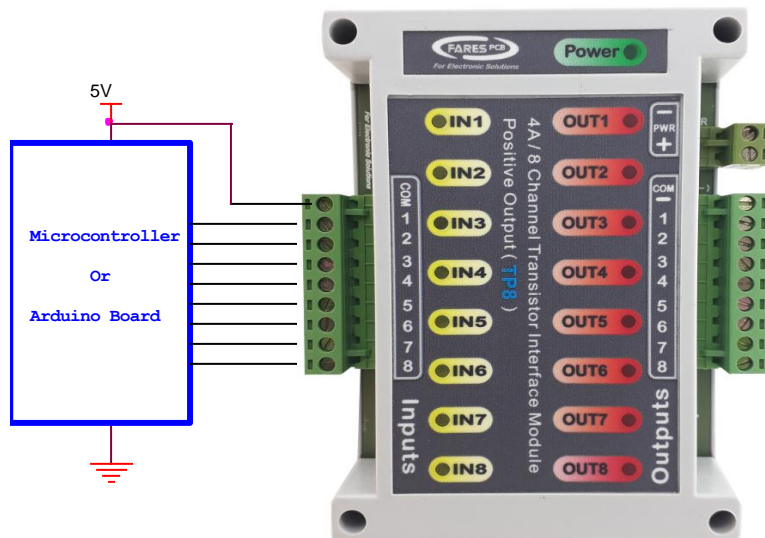 5V
Microcontroller
Or
Arduino Board
FARES PCB
For Electronic Solutions
Power
For Electronic Solutions
COM
1
2
3
4
5
6
7
8
Inputs
IN1
IN2
IN3
IN4
IN5
IN6
IN7
IN8
4A / 8 Channel Transistor Interface Module
Positive Output ( TP8 )
OUT1
OUT2
OUT3
OUT4
OUT5
OUT6
OUT7
OUT8
−
PWR
+
COM
−
1
2
3
4
5
6
7
8
Outputs